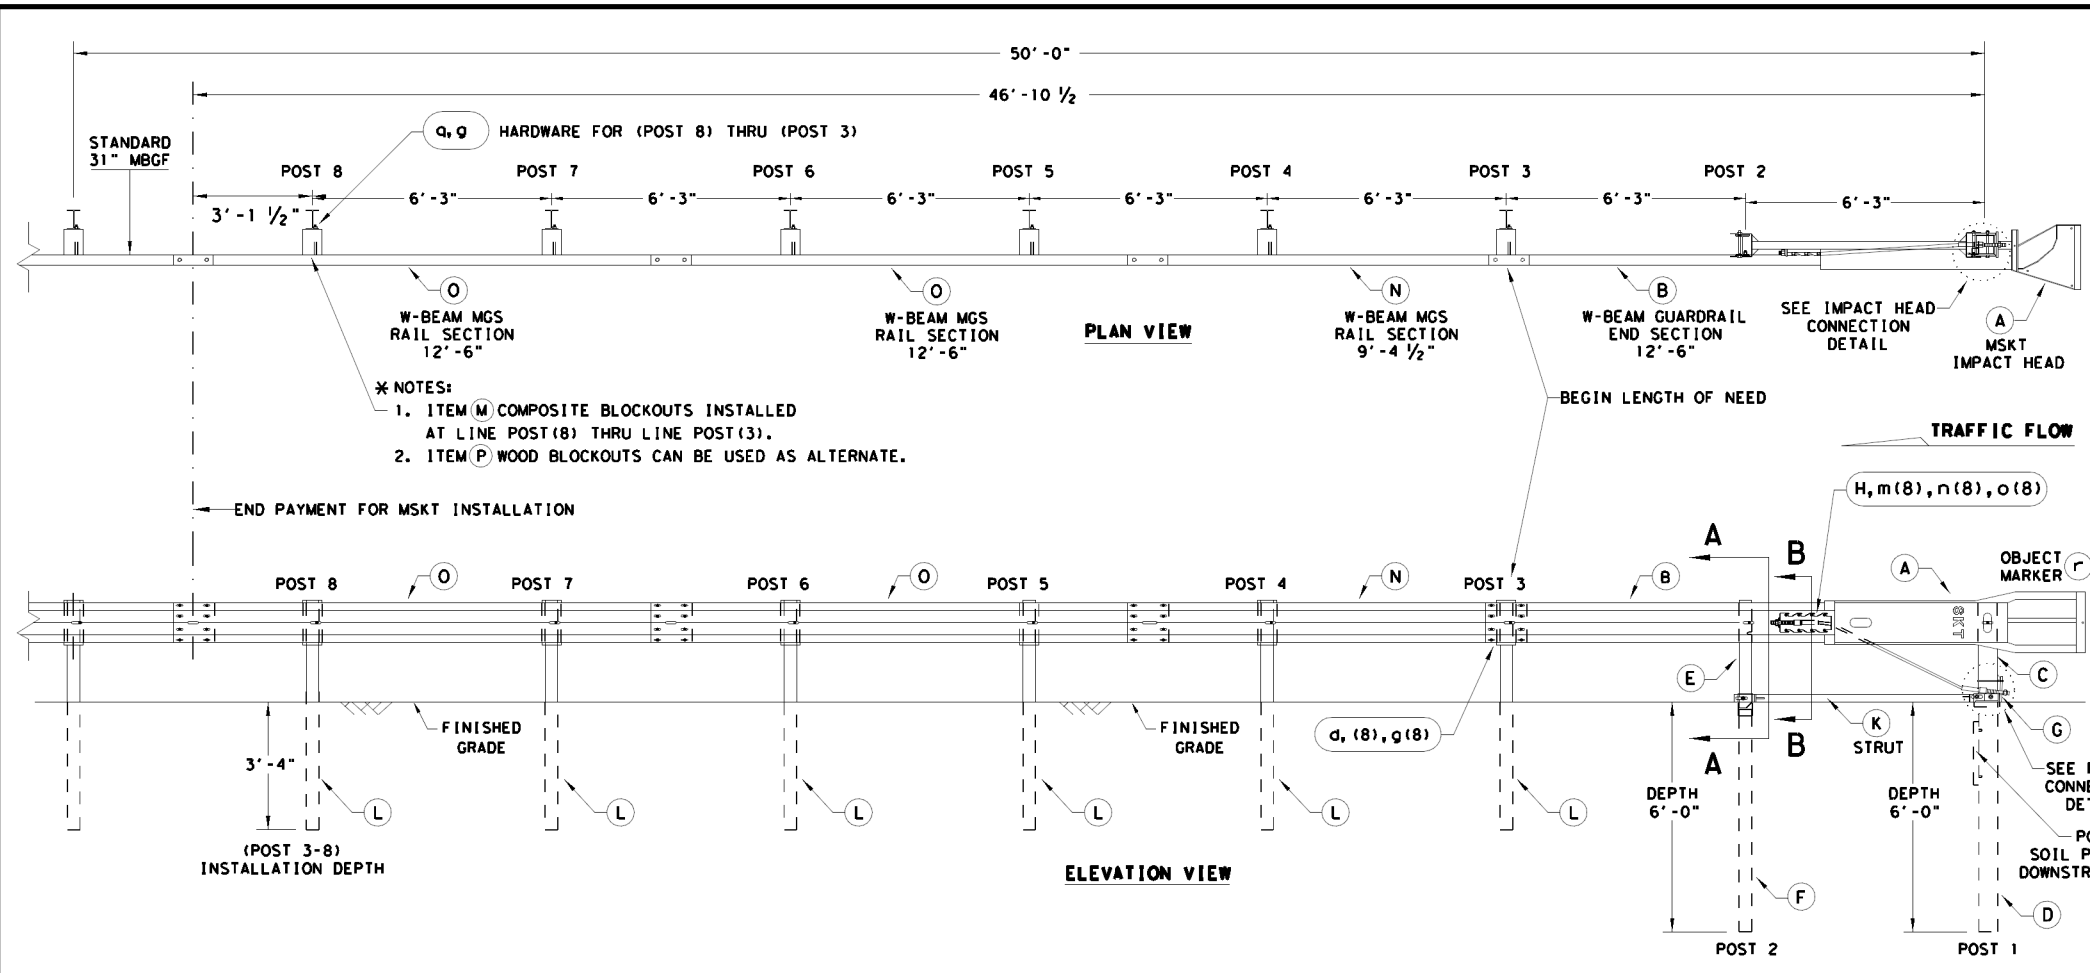 50'-0"
46'-10 1/2
STANDARD
31" MBGF
a,g HARDWARE FOR (POST 8) THRU (POST 3)
POST 8 POST 7 POST 6 POST 5 POST 4 POST 3 POST 2
3'-1 1/2" 6'-3" 6'-3" 6'-3" 6'-3" 6'-3" 6'-3" 6'-3"
O
W-BEAM MGS
RAIL SECTION
12'-6"
O
W-BEAM MGS
RAIL SECTION
12'-6"
PLAN VIEW
N
W-BEAM MGS
RAIL SECTION
9'-4 1/2"
B
W-BEAM GUARDRAIL
END SECTION
12'-6"
SEE IMPACT HEAD
CONNECTION
DETAIL
A
MSKT
IMPACT HEAD
* NOTES:
1. ITEM M COMPOSITE BLOCKOUTS INSTALLED
AT LINE POST(8) THRU LINE POST(3).
2. ITEM P WOOD BLOCKOUTS CAN BE USED AS ALTERNATE.
BEGIN LENGTH OF NEED
TRAFFIC FLOW
END PAYMENT FOR MSKT INSTALLATION
H,m(8),n(8),o(8)
A B
OBJECT
MARKER r
POST 8 O POST 7 POST 6 O POST 5 POST 4 N POST 3 B A
SKT
E C
FINISHED
GRADE
FINISHED
GRADE
d,(8),g(8)
K
STRUT
G
A B
3'-4"
L L L L L
(POST 3-8)
INSTALLATION DEPTH
ELEVATION VIEW
DEPTH
6'-0"
DEPTH
6'-0"
SEE
CONNE
DE
SOIL P
DOWNSTR
F D
POST 2 POST 1